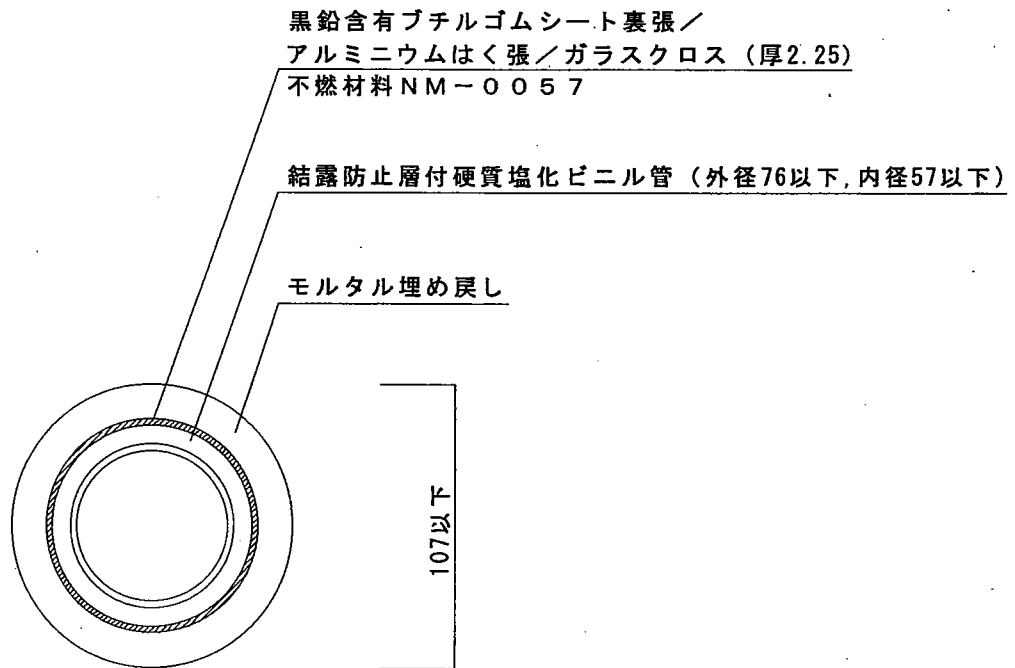 黒鉛含有ブチルゴムシート裏張／
アルミニウムはく張／ガラスクロス（厚2.25）
不燃材料ＮＭ－００５７
結露防止層付硬質塩化ビニル管（外径76以下,内径57以下）
モルタル埋め戻し
107以下